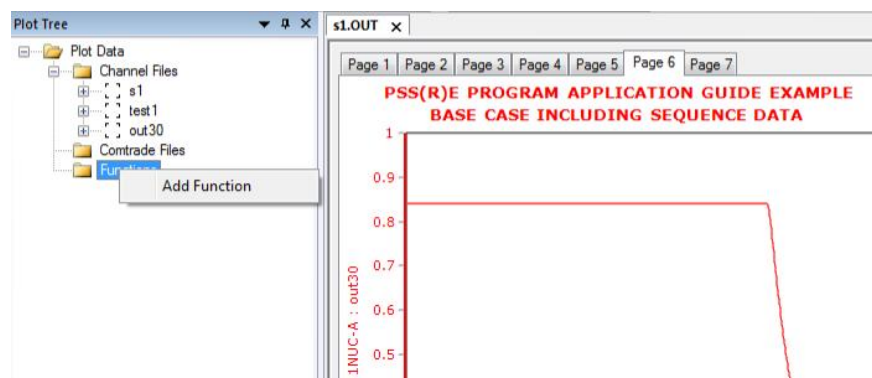 Plot Tree
Plot Data
Channel Files
s1
test1
out30
Comtrade Files
Functions
Add Function
s1.OUT
Page 1 Page 2 Page 3 Page 4 Page 5 Page 6 Page 7
PSS(R)E PROGRAM APPLICATION GUIDE EXAMPLE
BASE CASE INCLUDING SEQUENCE DATA
1
0.9
0.8
0.7
0.6
0.5
1NUC-A : out30